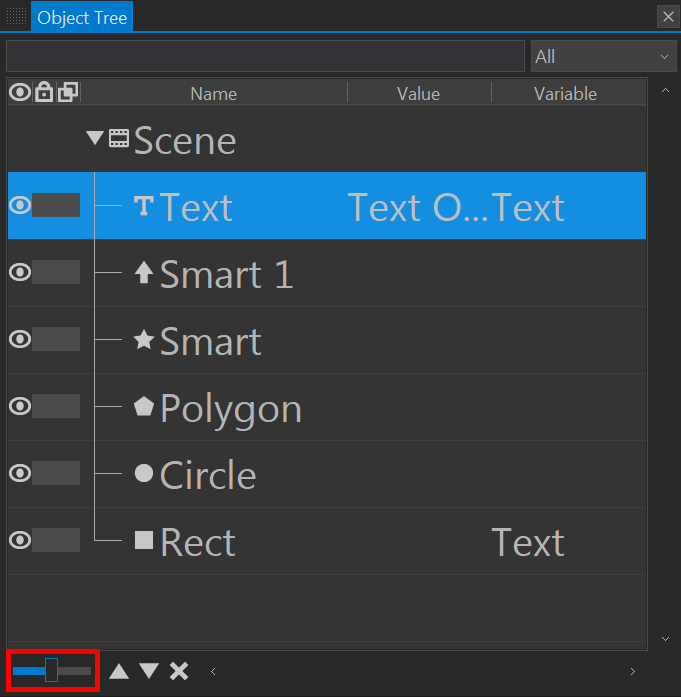 Object Tree
All
Name Value Variable
Scene
Text Text O... Text
Smart 1
Smart
Polygon
Circle
Rect Text